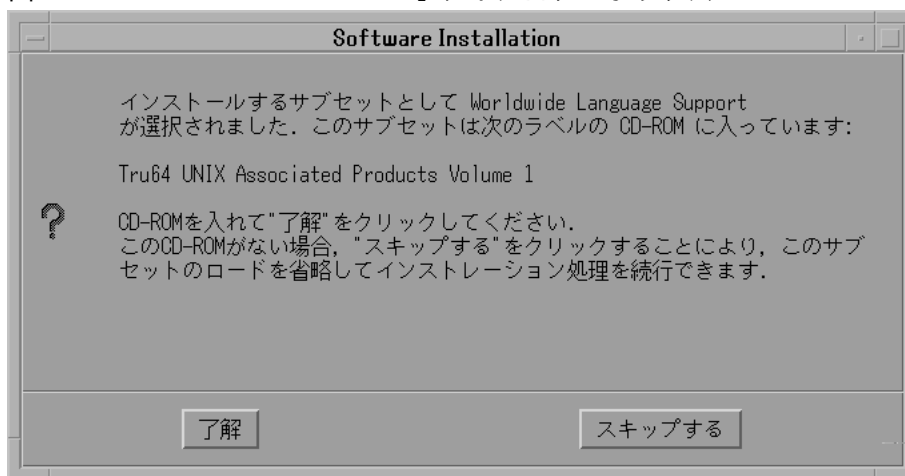 Software Installation
インストールするサブセットとして Worldwide Language Support
が選択されました．このサブセットは次のラベルの CD-ROM に入っています:
Tru64 UNIX Associated Products Volume 1
CD-ROMを入れて"了解"をクリックしてください．
このCD-ROMがない場合，"スキップする"をクリックすることにより，このサブ
セットのロードを省略してインストレーション処理を続行できます．
了解
スキップする